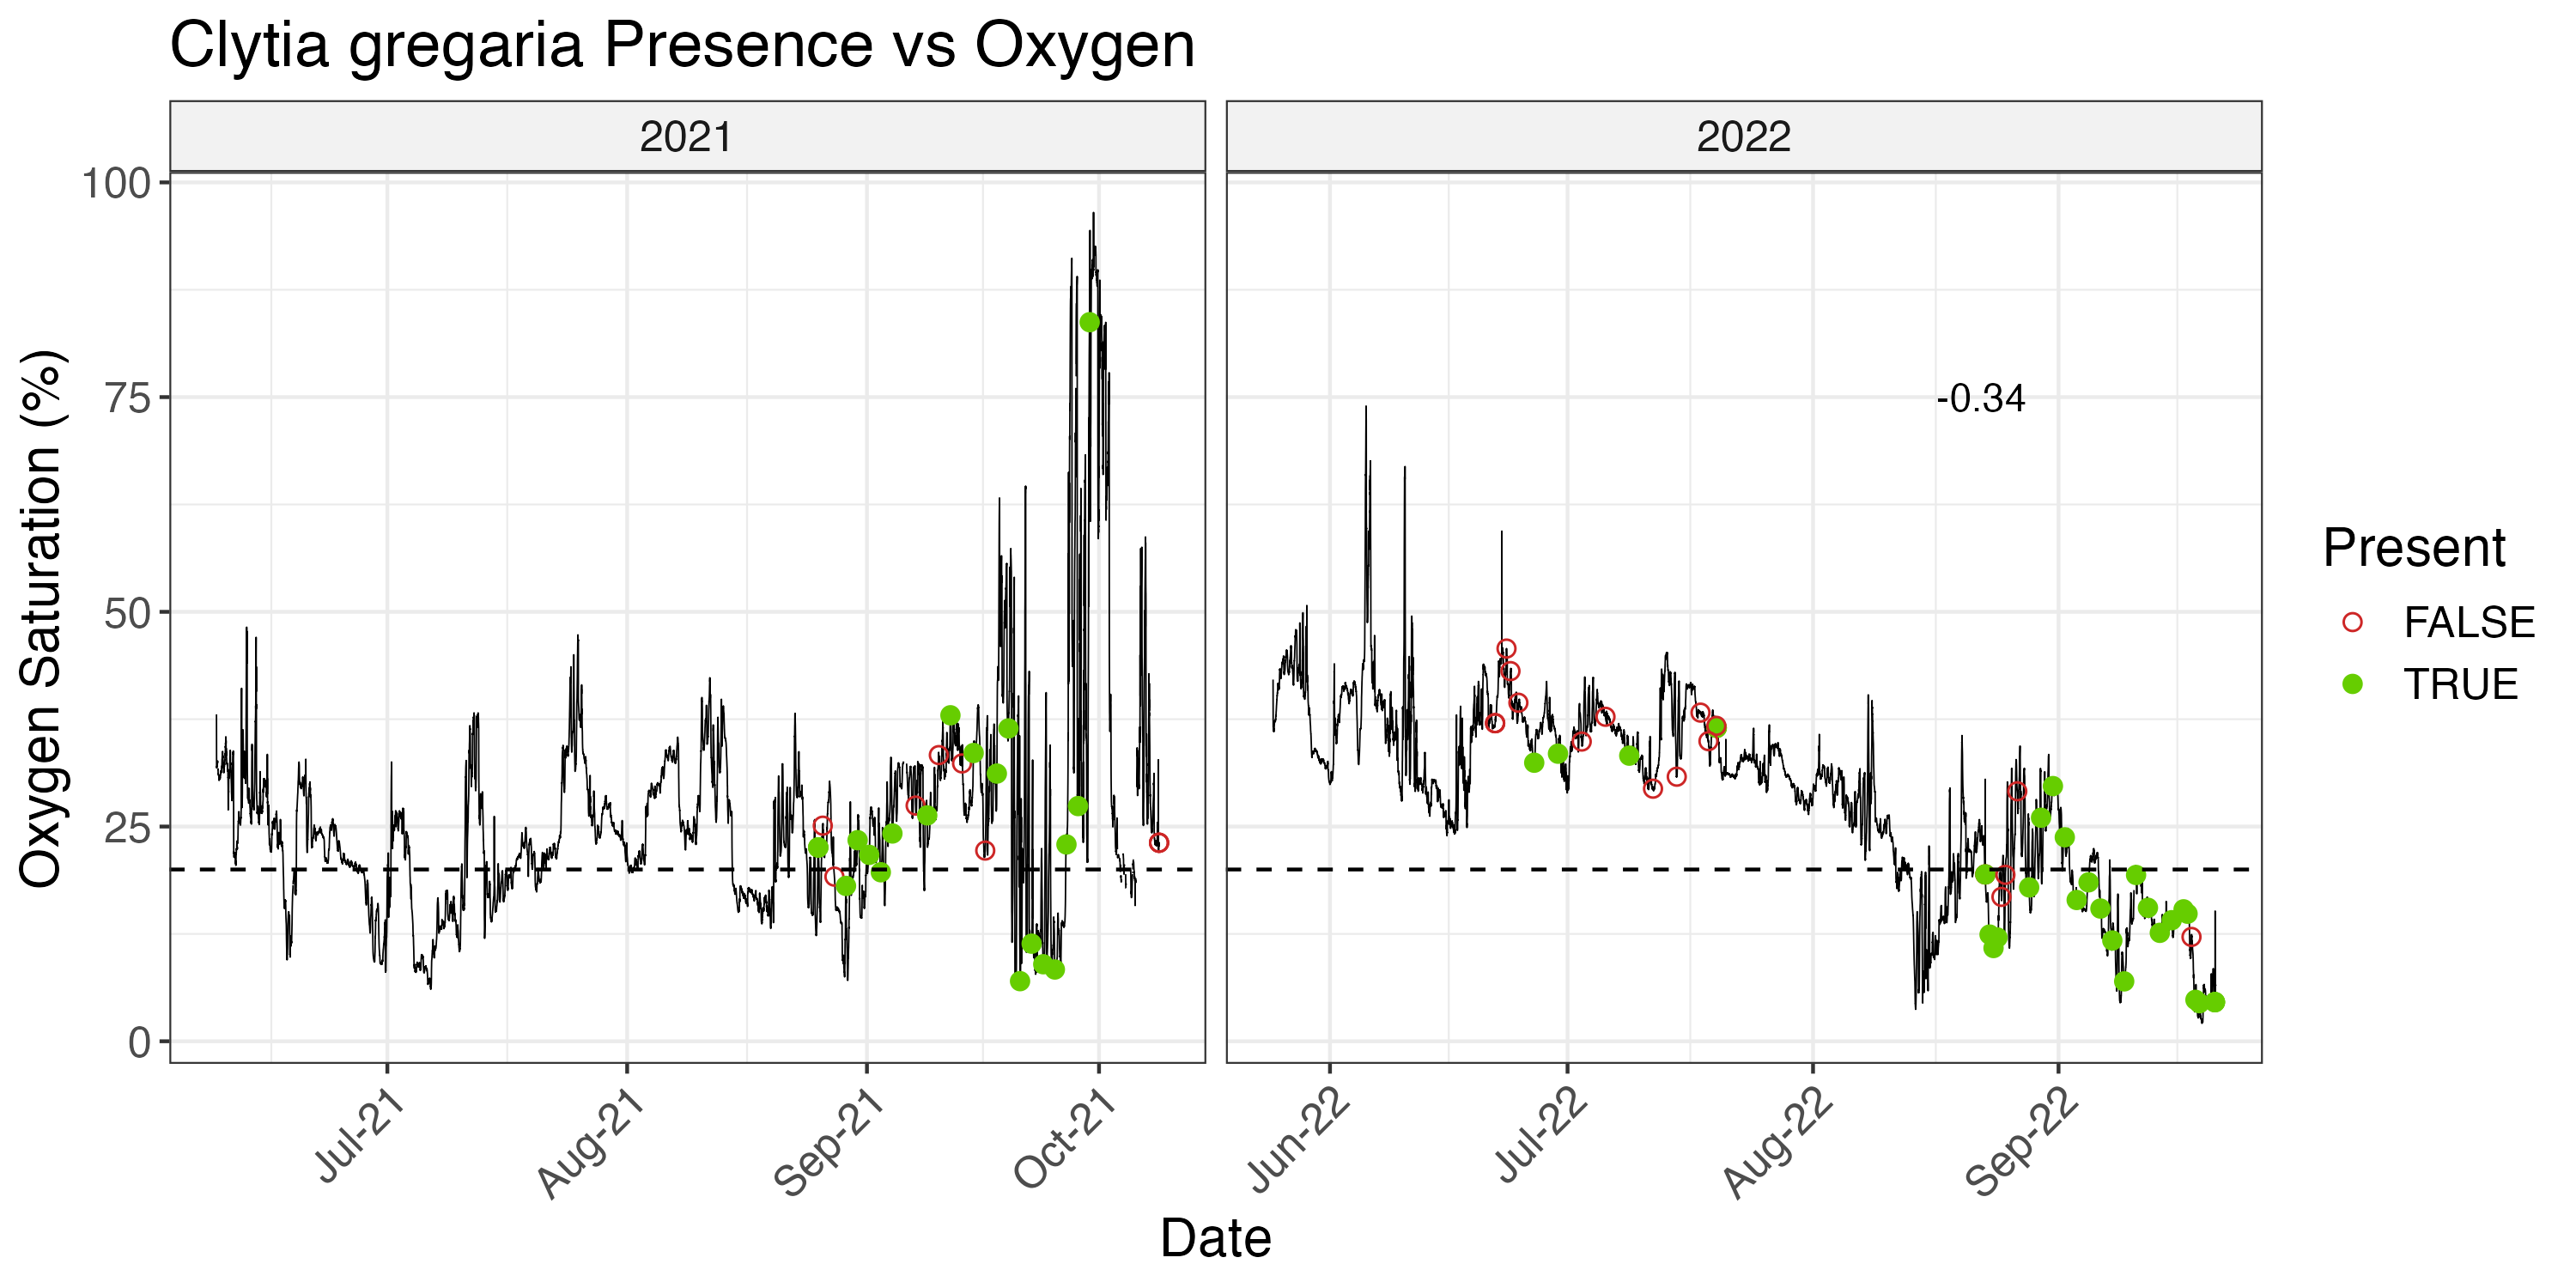 Clytia gregaria Presence vs Oxygen
2021
2022
100
75
50
25
0
Oxygen Saturation (%)
-0.34
Jul-21
Aug-21
Sep-21
Oct-21
Jun-22
Jul-22
Aug-22
Sep-22
Date
Present
FALSE
TRUE